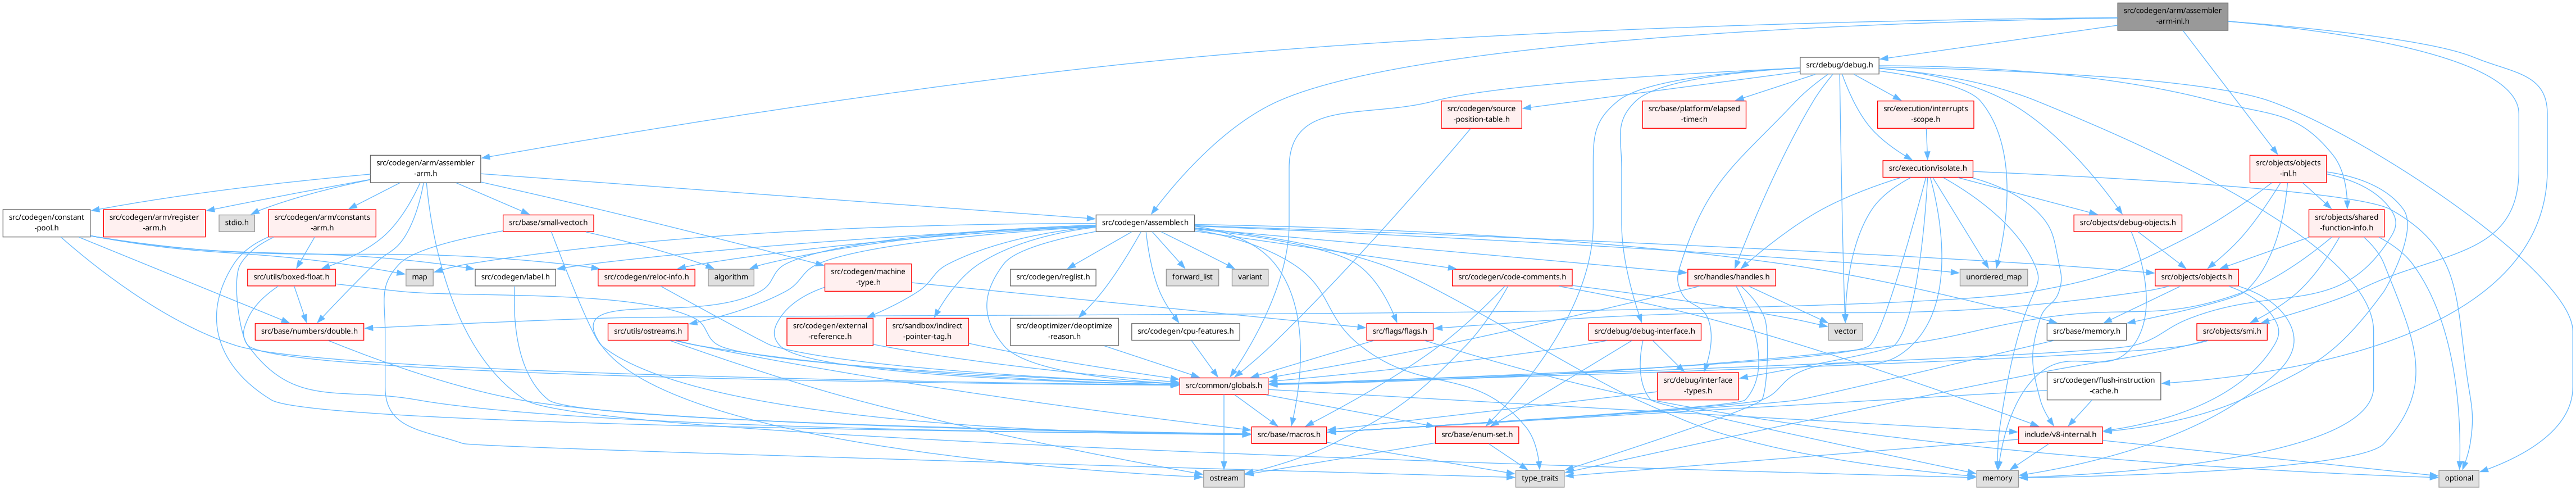 src/codegen/arm/assembler
-arm-inl.h
src/debug/debug.h
src/codegen/source
-position-table.h
src/base/platform/elapsed
-timer.h
src/execution/interrupts
-scope.h
src/codegen/arm/assembler
-arm.h
src/execution/isolate.h
src/objects/objects
-inl.h
src/codegen/constant
-pool.h
src/codegen/arm/register
-arm.h
stdio.h
src/codegen/arm/constants
-arm.h
src/base/small-vector.h
src/codegen/assembler.h
src/objects/debug-objects.h
src/objects/shared
-function-info.h
src/utils/boxed-float.h
map
src/codegen/label.h
src/codegen/reloc-info.h
algorithm
src/codegen/machine
-type.h
src/codegen/reglist.h
forward_list
variant
src/codegen/code-comments.h
src/handles/handles.h
unordered_map
src/objects/objects.h
src/base/numbers/double.h
src/utils/ostreams.h
src/codegen/external
-reference.h
src/sandbox/indirect
-pointer-tag.h
src/deoptimizer/deoptimize
-reason.h
src/codegen/cpu-features.h
src/flags/flags.h
src/debug/debug-interface.h
vector
src/base/memory.h
src/objects/smi.h
src/common/globals.h
src/debug/interface
-types.h
src/codegen/flush-instruction
-cache.h
src/base/macros.h
src/base/enum-set.h
include/v8-internal.h
ostream
type_traits
memory
optional